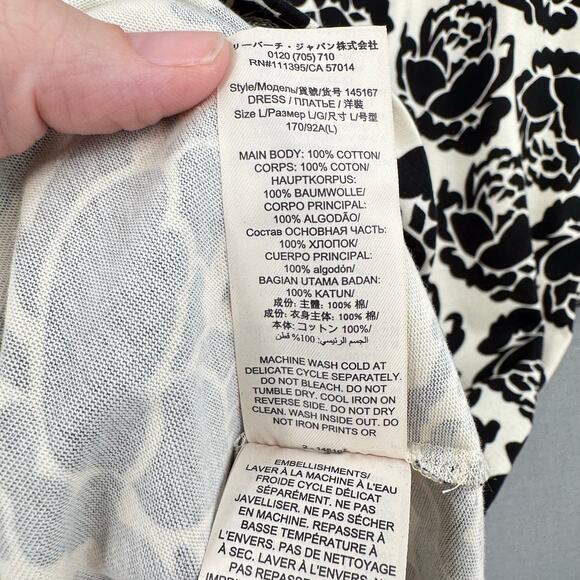 リーバーチ・ジャパン株式会社
0120 (705) 710
RN#111395/CA 57014
Style/Модель/貨號/货号 145167
DRESS / ПЛАТЬЕ / 洋裝
Size L/Размер L/G/尺寸 L/号型
170/92A(L)
MAIN BODY: 100% COTTON/
CORPS: 100% COTON/
HAUPTKORPUS:
100% BAUMWOLLE/
CORPO PRINCIPAL:
100% ALGODÃO/
Состав ОСНОВНАЯ ЧАСТЬ:
100% ХЛОПОК/
CUERPO PRINCIPAL:
100% algodón/
BAGIAN UTAMA BADAN:
100% KATUN/
成份: 主體: 100% 棉/
成份: 衣身主体: 100% 棉/
本体: コットン 100%/
الجسم الرئيسي: 100% قطن
MACHINE WASH COLD AT
DELICATE CYCLE SEPARATELY.
DO NOT BLEACH. DO NOT
TUMBLE DRY. COOL IRON ON
REVERSE SIDE. DO NOT DRY
CLEAN. WASH INSIDE OUT. DO
NOT IRON PRINTS OR
EMBELLISHMENTS/
LAVER À LA MACHINE À L'EAU
FROIDE CYCLE DÉLICAT
SÉPARÉMENT. NE PAS
JAVELLISER. NE PAS SÉCHER
EN MACHINE. REPASSER À
BASSE TEMPÉRATURE À
L'ENVERS. PAS DE NETTOYAGE
À SEC. LAVER À L'ENVERS. NE
PAS REPASSER LES